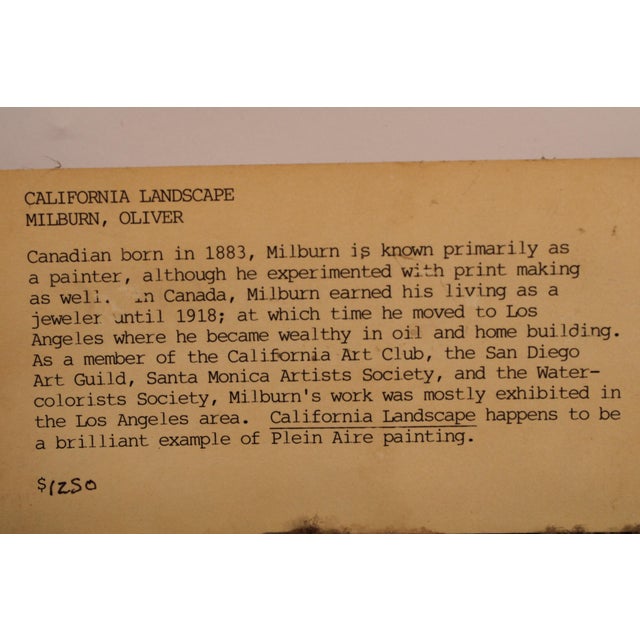 CALIFORNIA LANDSCAPE
MILBURN, OLIVER
Canadian born in 1883, Milburn is known primarily as
a painter, although he experimented with print making
as well. In Canada, Milburn earned his living as a
jeweler until 1918; at which time he moved to Los
Angeles where he became wealthy in oil and home building.
As a member of the California Art Club, the San Diego
Art Guild, Santa Monica Artists Society, and the Water-
colorists Society, Milburn's work was mostly exhibited in
the Los Angeles area. California Landscape happens to be
a brilliant example of Plein Aire painting.
$1250